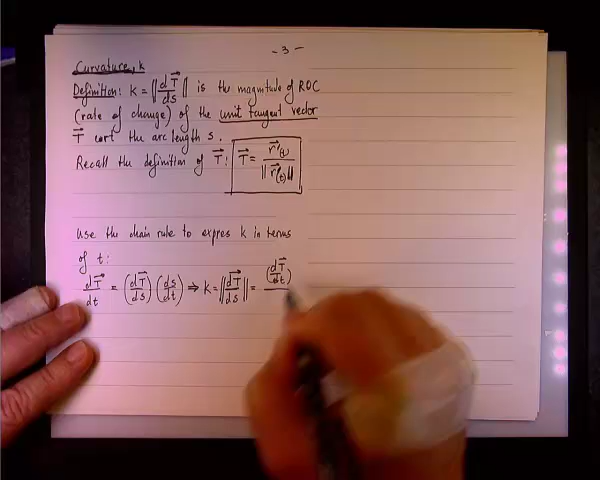 - 3 -
Curvature, k
Definition: k = ‖dT⃗/ds‖ is the magnitude of ROC
(rate of change) of the unit tangent vector
T⃗ wrt the arc length s.
Recall the definition of T⃗: T⃗ = r⃗'(t) / ‖r⃗'(t)‖
Use the chain rule to expres k in terms
of t:
dT⃗/dt = (dT⃗/ds) (ds/dt) ⇒ k = ‖dT⃗/ds‖ = (dT⃗/dt)